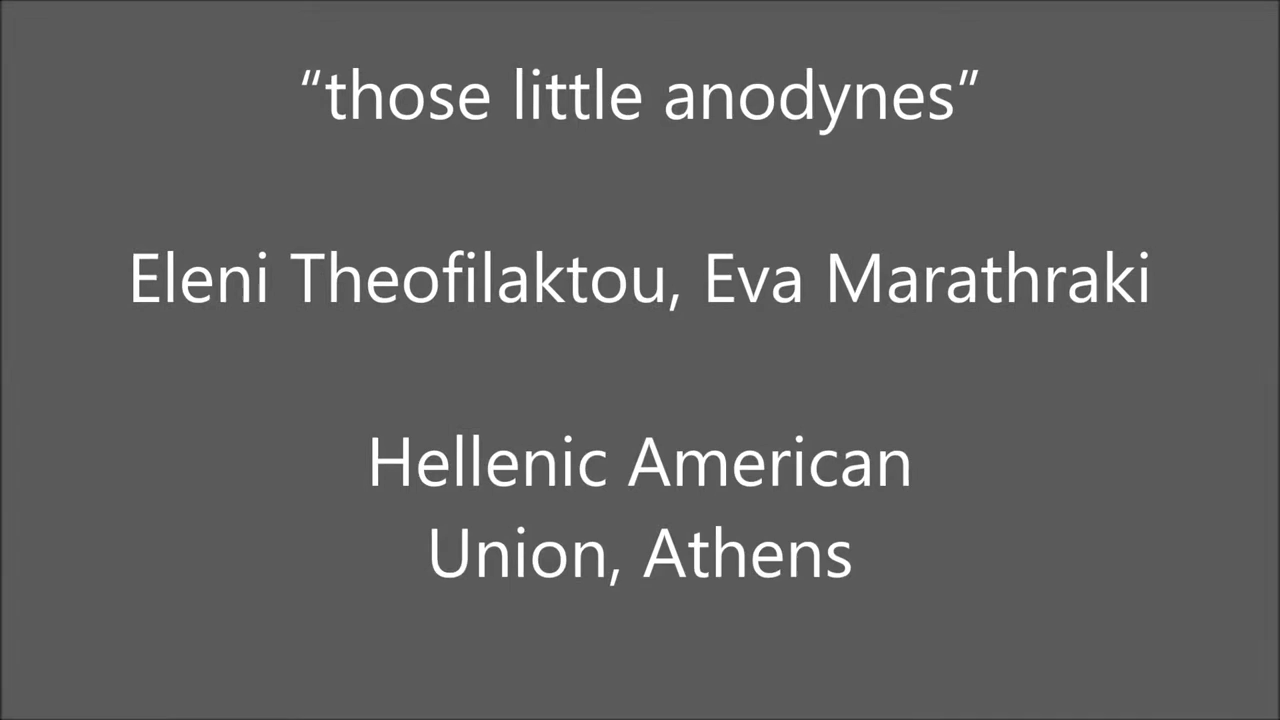 “those little anodynes”
Eleni Theofilaktou, Eva Marathraki
Hellenic American
Union, Athens